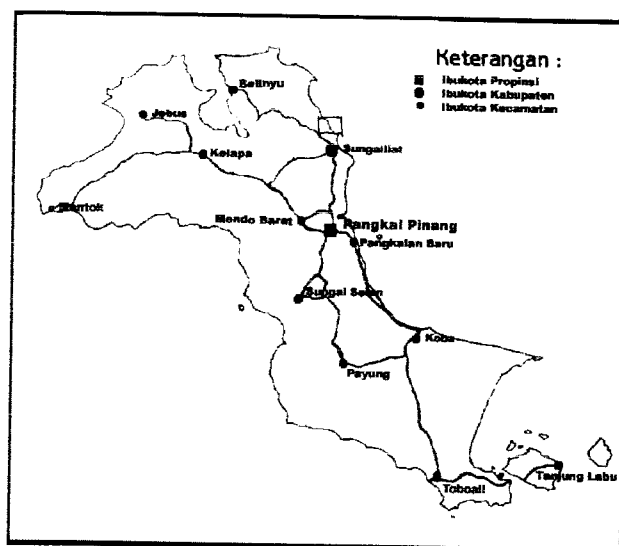 Keterangan :
Ibukota Propinsi
Ibukota Kabupaten
Ibukota Kecamatan
Belinyu
Jebus
Sungailiat
Kelapa
Mentok
Mendo Barat
Pangkal Pinang
Pangkalan Baru
Sungai Selan
Koba
Payung
Tanjung Labu
Toboali